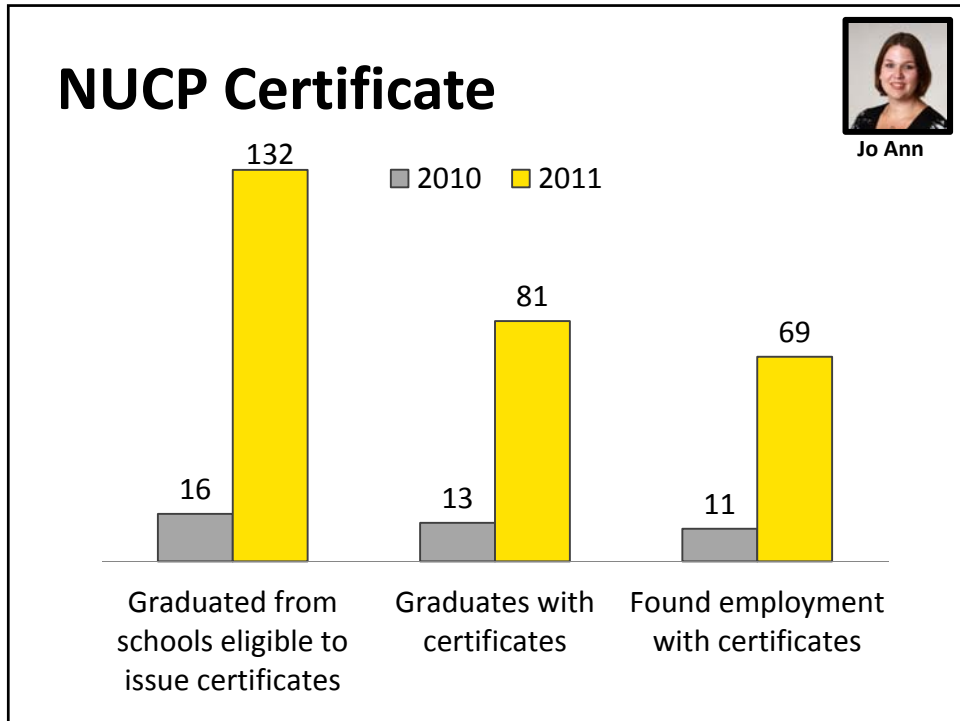 NUCP Certificate
Jo Ann
132
2010 2011
81
69
16
13
11
Graduated from
schools eligible to
issue certificates
Graduates with
certificates
Found employment
with certificates